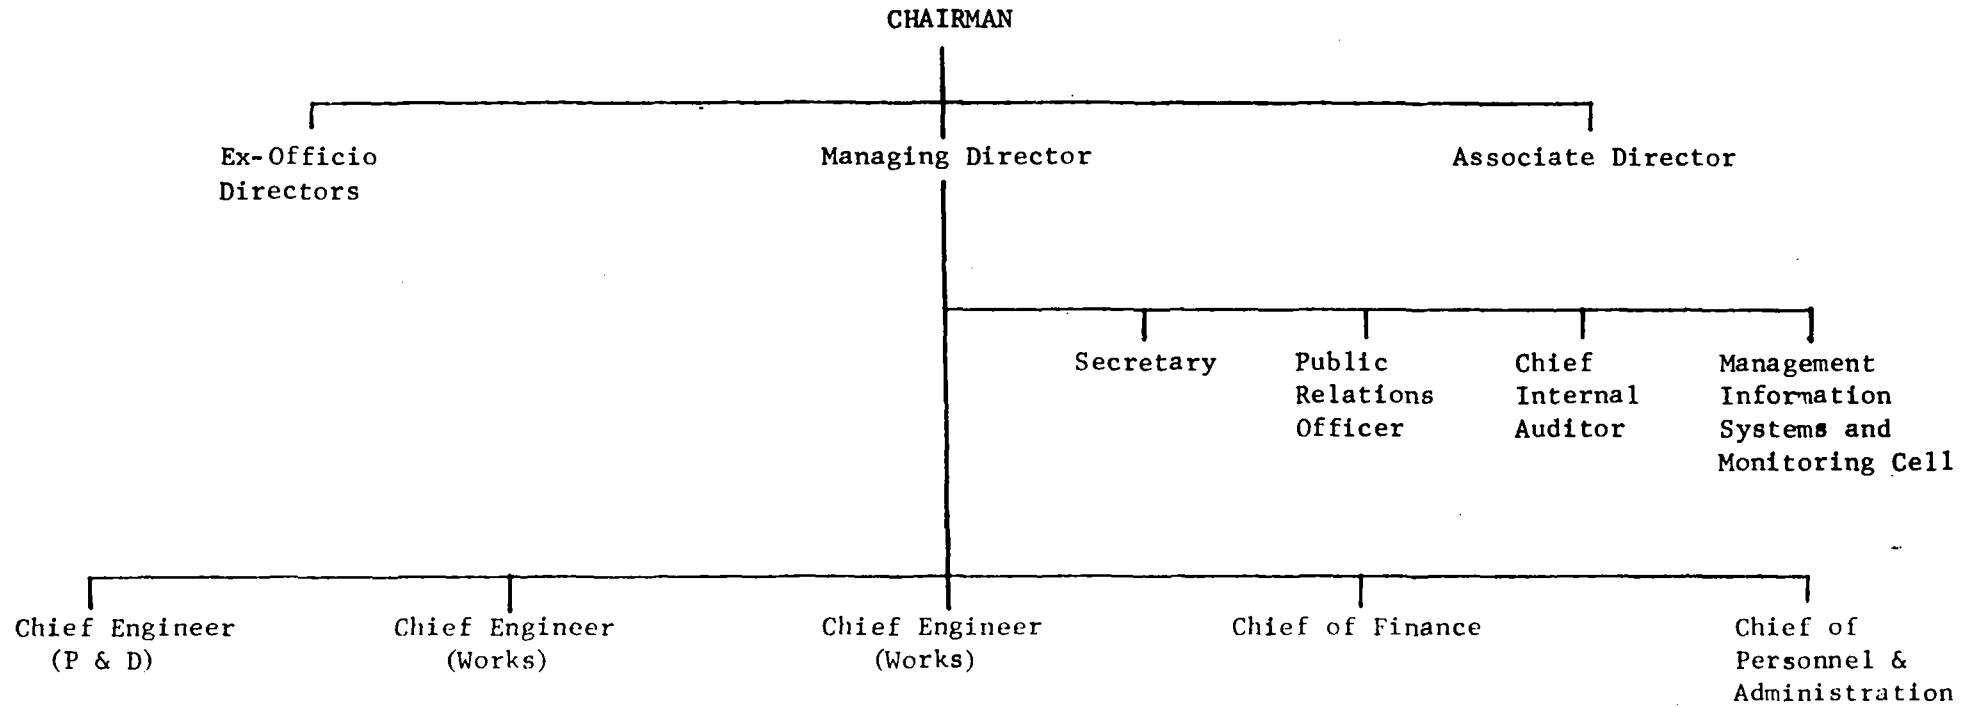 CHAIRMAN
Ex-Officio
Directors
Managing Director
Associate Director
Secretary
Public
Relations
Officer
Chief
Internal
Auditor
Management
Information
Systems and
Monitoring Cell
Chief Engineer
(P & D)
Chief Engineer
(Works)
Chief Engineer
(Works)
Chief of Finance
Chief of
Personnel &
Administration